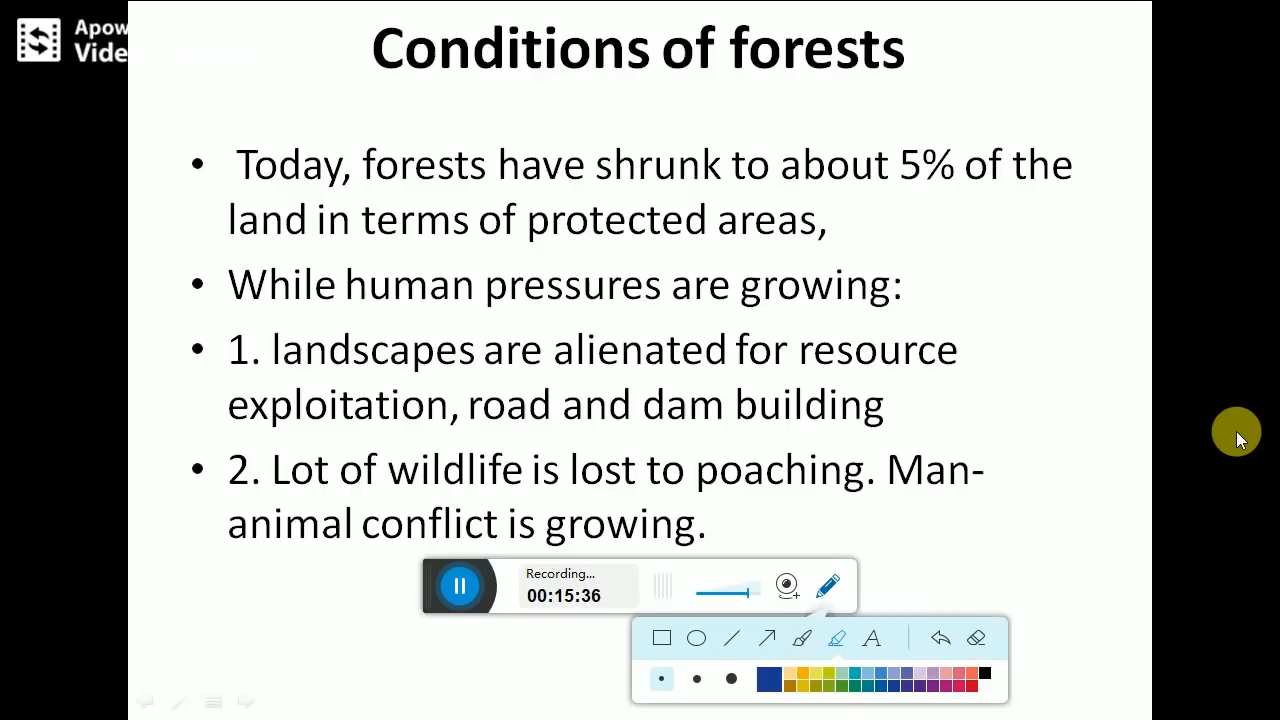 Apow
Vide
Conditions of forests
• Today, forests have shrunk to about 5% of the
land in terms of protected areas,
• While human pressures are growing:
• 1. landscapes are alienated for resource
exploitation, road and dam building
• 2. Lot of wildlife is lost to poaching. Man-
animal conflict is growing.
Recording...
00:15:36
A